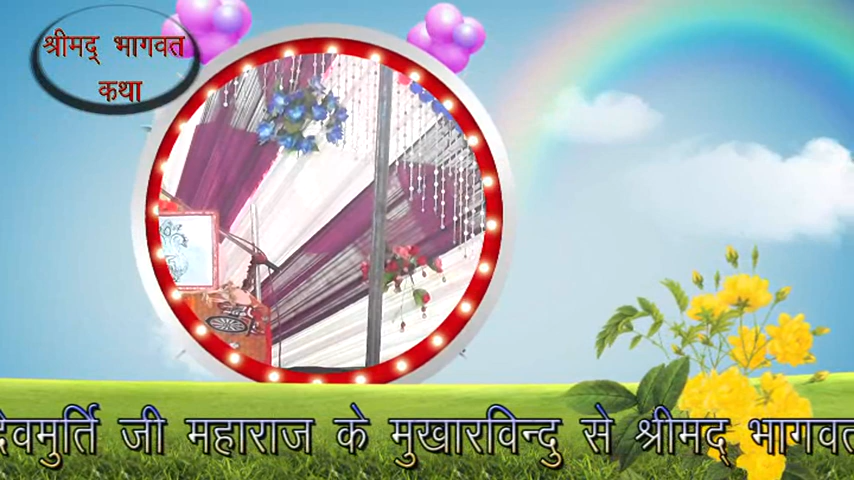 श्रीमद् भागवत
कथा
देवमुर्ति जी महाराज के मुखारविन्दु से श्रीमद् भागवत